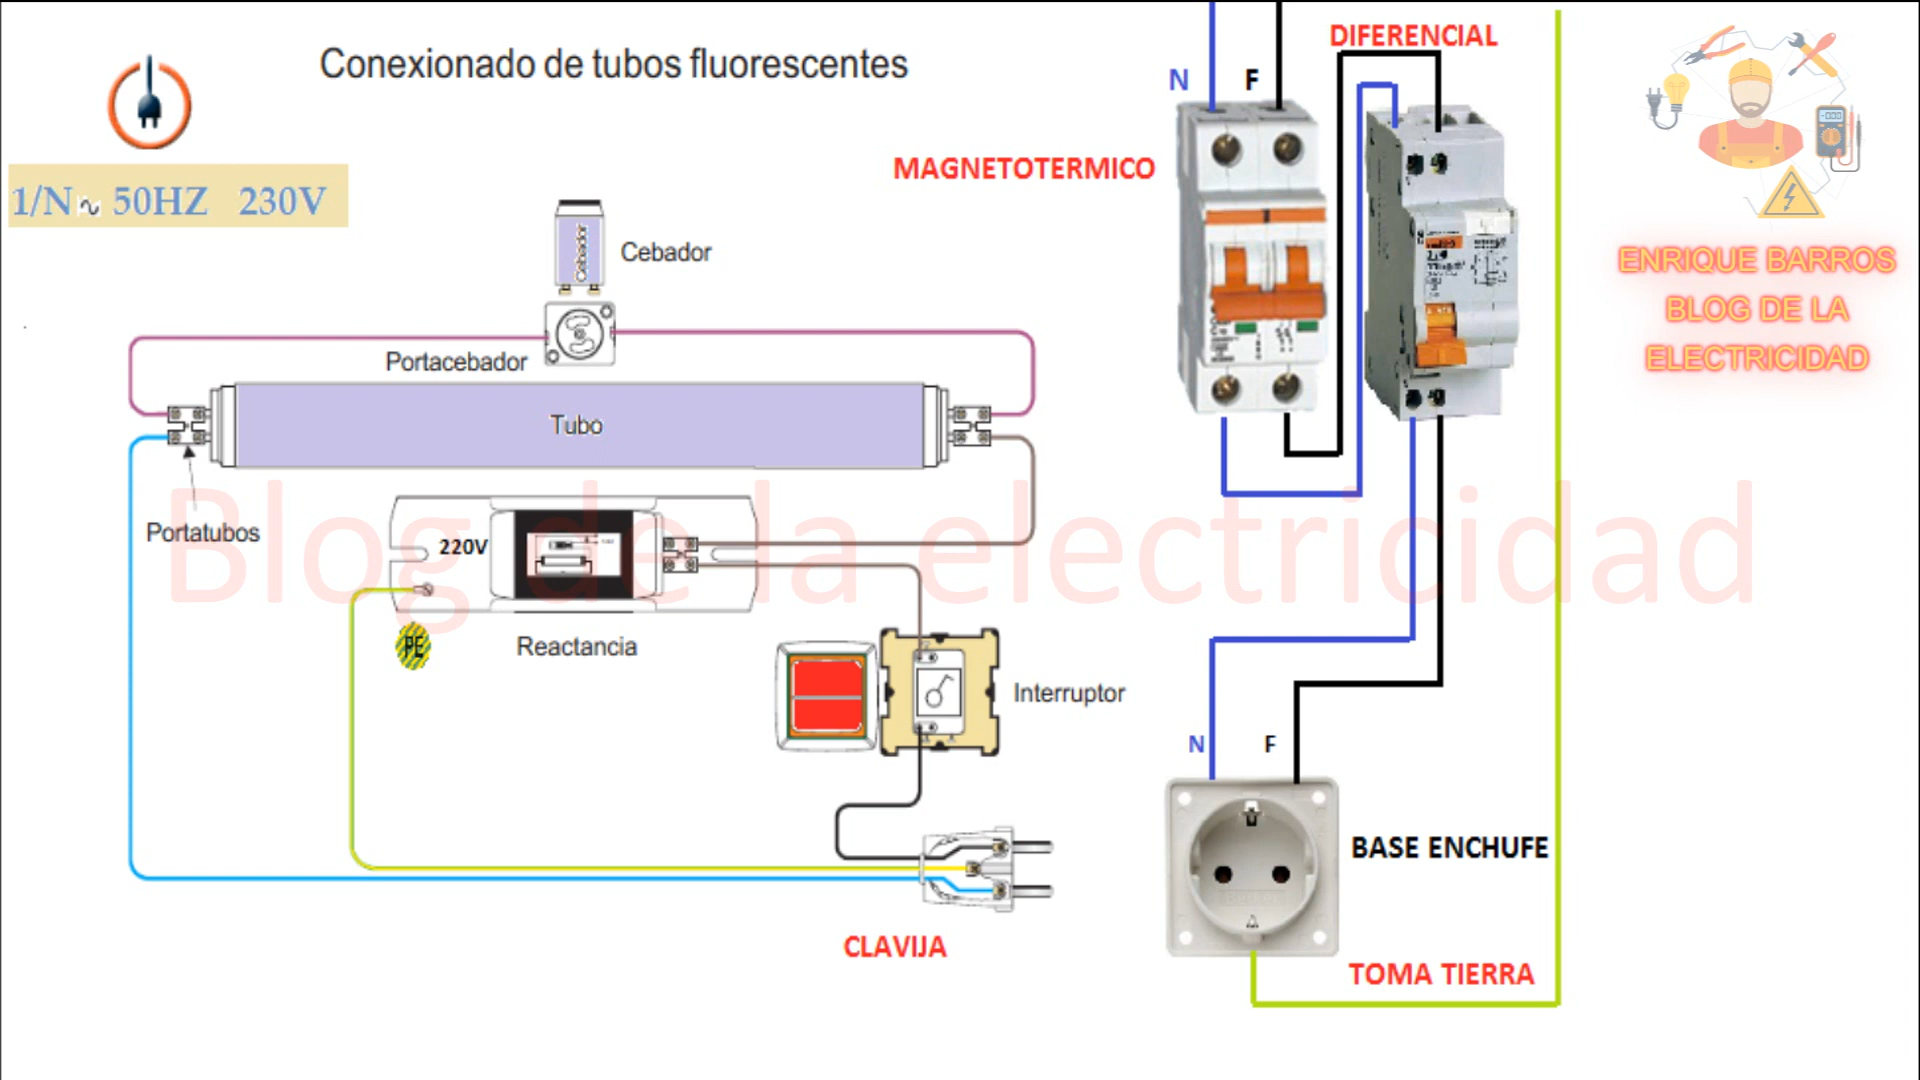 Conexionado de tubos fluorescentes
DIFERENCIAL
N
F
MAGNETOTERMICO
1/N ~ 50HZ 230V
Cebador
Cebador
Portacebador
Tubo
ENRIQUE BARROS
BLOG DE LA
ELECTRICIDAD
Portatubos
220V
Blog de la electricidad
PE
Reactancia
Interruptor
N
F
BASE ENCHUFE
CLAVIJA
TOMA TIERRA